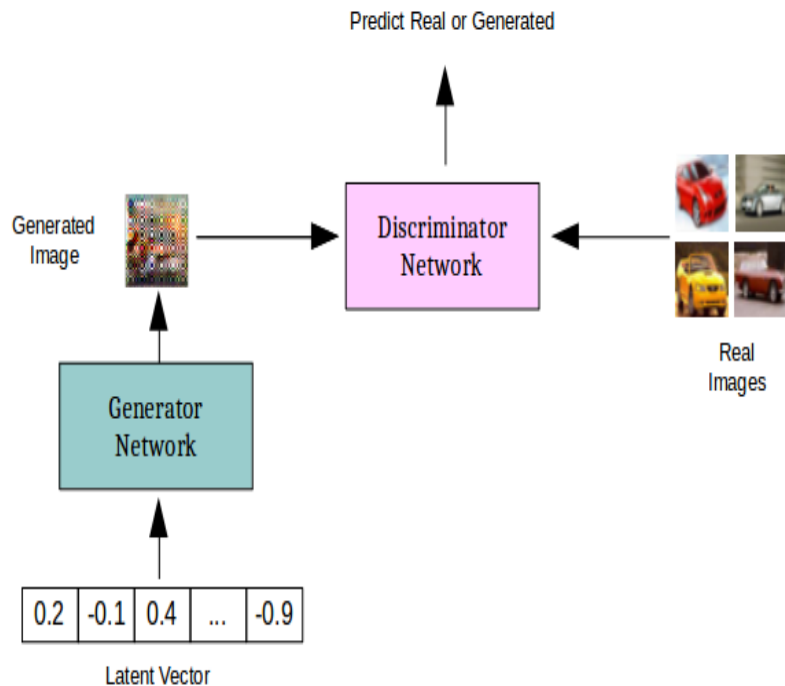 Predict Real or Generated
Generated
Image
Discriminator
Network
Real
Images
Generator
Network
0.2 -0.1 0.4 ... -0.9
Latent Vector